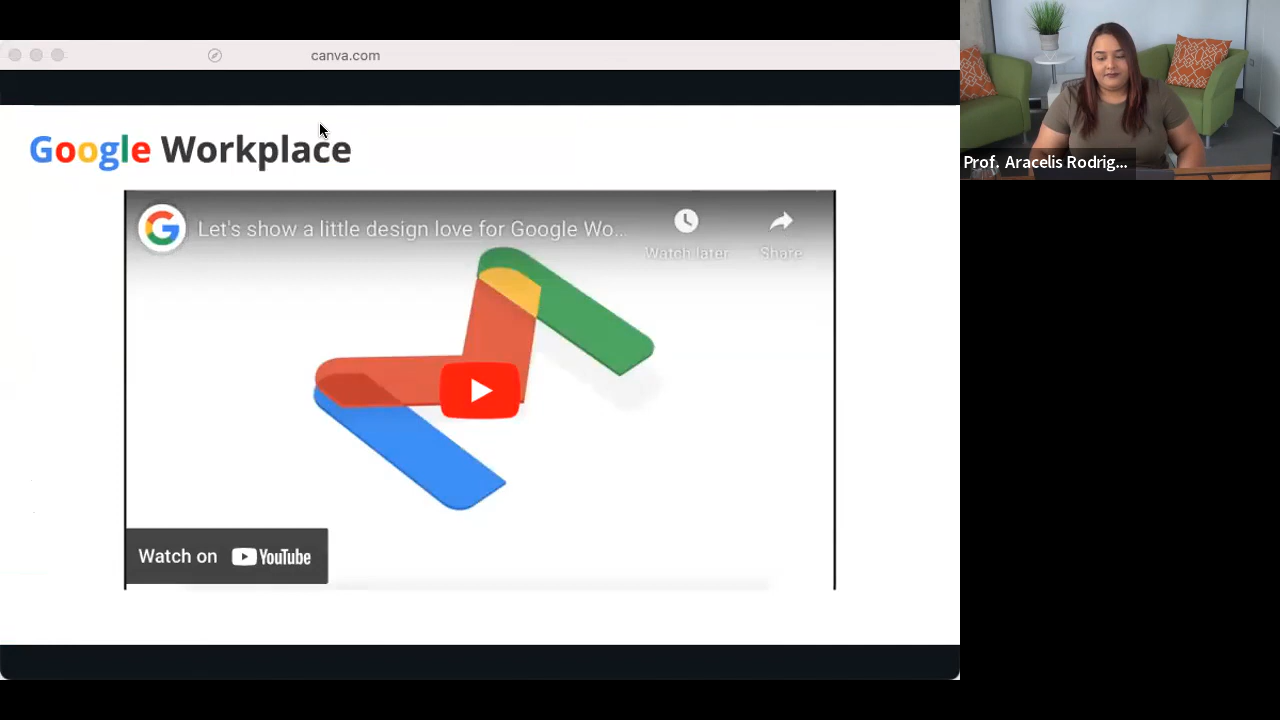 canva.com
Google Workplace
Let's show a little design love for Google Wo...
Watch later
Share
Watch on YouTube
Prof. Aracelis Rodrig...